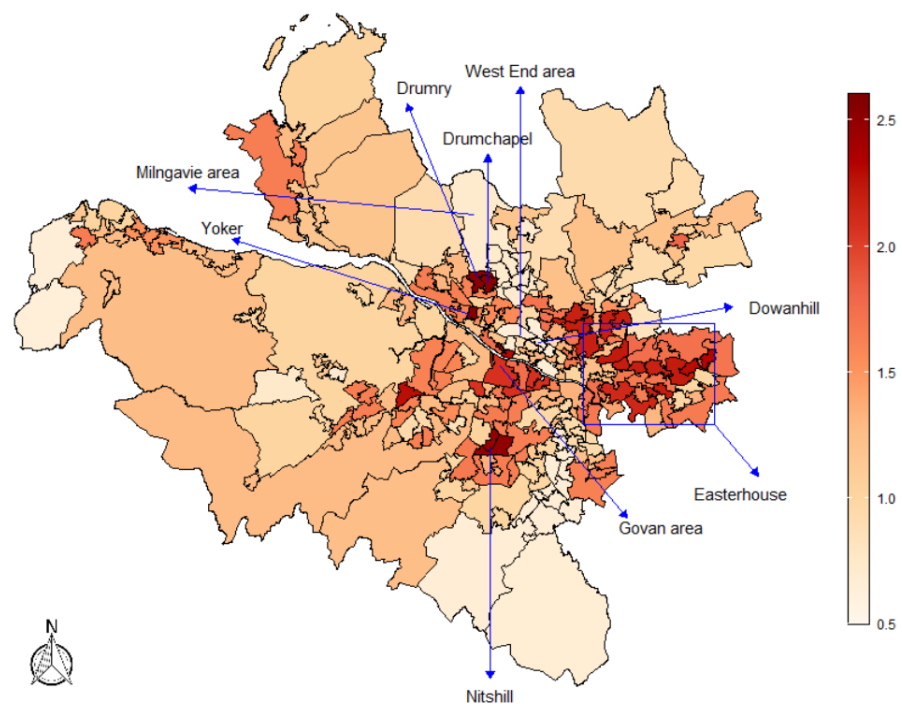 West End area
Drumry
Drumchapel
Milngavie area
Yoker
Dowanhill
Easterhouse
Govan area
Nitshill
N
2.5
2.0
1.5
1.0
0.5